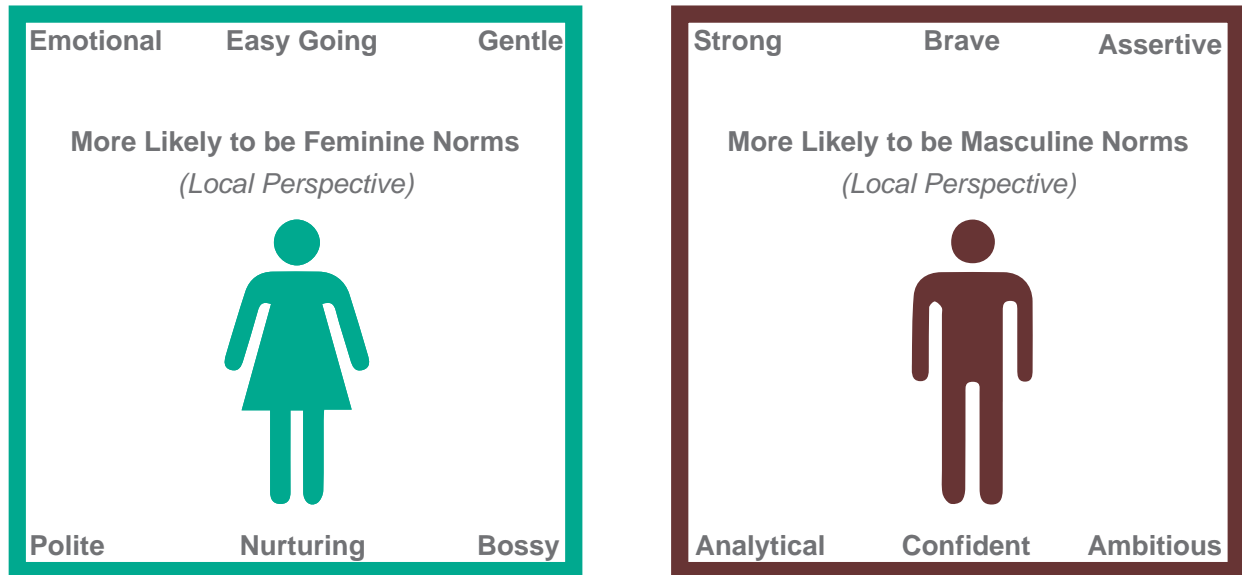 Emotional Easy Going Gentle
More Likely to be Feminine Norms
(Local Perspective)
Polite Nurturing Bossy
Strong Brave Assertive
More Likely to be Masculine Norms
(Local Perspective)
Analytical Confident Ambitious